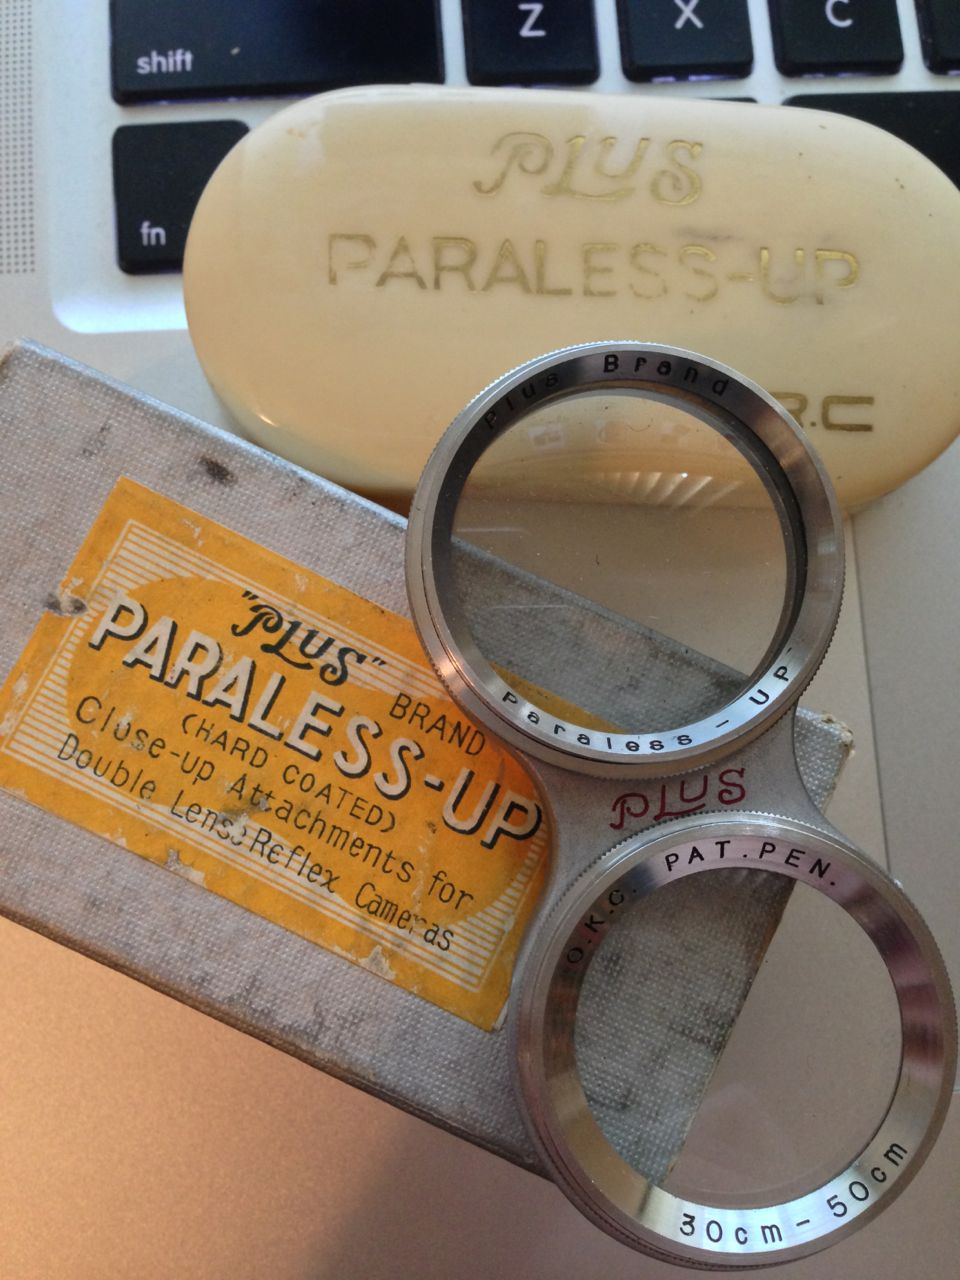 shift
Z
X
C
fn
PLUS
PARALESS-UP
R.C
Plus Brand
Paraless-UP
"PLUS"
BRAND
PARALESS-UP
(HARD COATED)
Close-up Attachments for
Double Lens Reflex Cameras
PLUS
O.K.C. PAT.PEN.
30cm-50cm